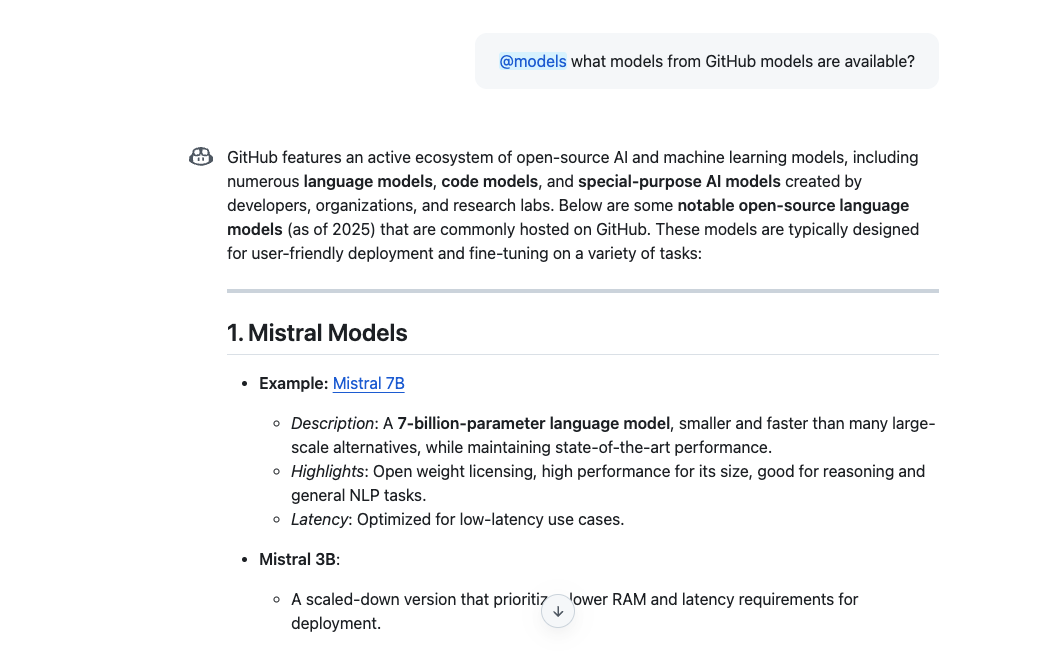 @models what models from GitHub models are available?
GitHub features an active ecosystem of open-source AI and machine learning models, including
numerous language models, code models, and special-purpose AI models created by
developers, organizations, and research labs. Below are some notable open-source language
models (as of 2025) that are commonly hosted on GitHub. These models are typically designed
for user-friendly deployment and fine-tuning on a variety of tasks:
1. Mistral Models
• Example: Mistral 7B
◦ Description: A 7-billion-parameter language model, smaller and faster than many large-
scale alternatives, while maintaining state-of-the-art performance.
◦ Highlights: Open weight licensing, high performance for its size, good for reasoning and
general NLP tasks.
◦ Latency: Optimized for low-latency use cases.
• Mistral 3B:
◦ A scaled-down version that lower RAM and latency requirements for
deployment.